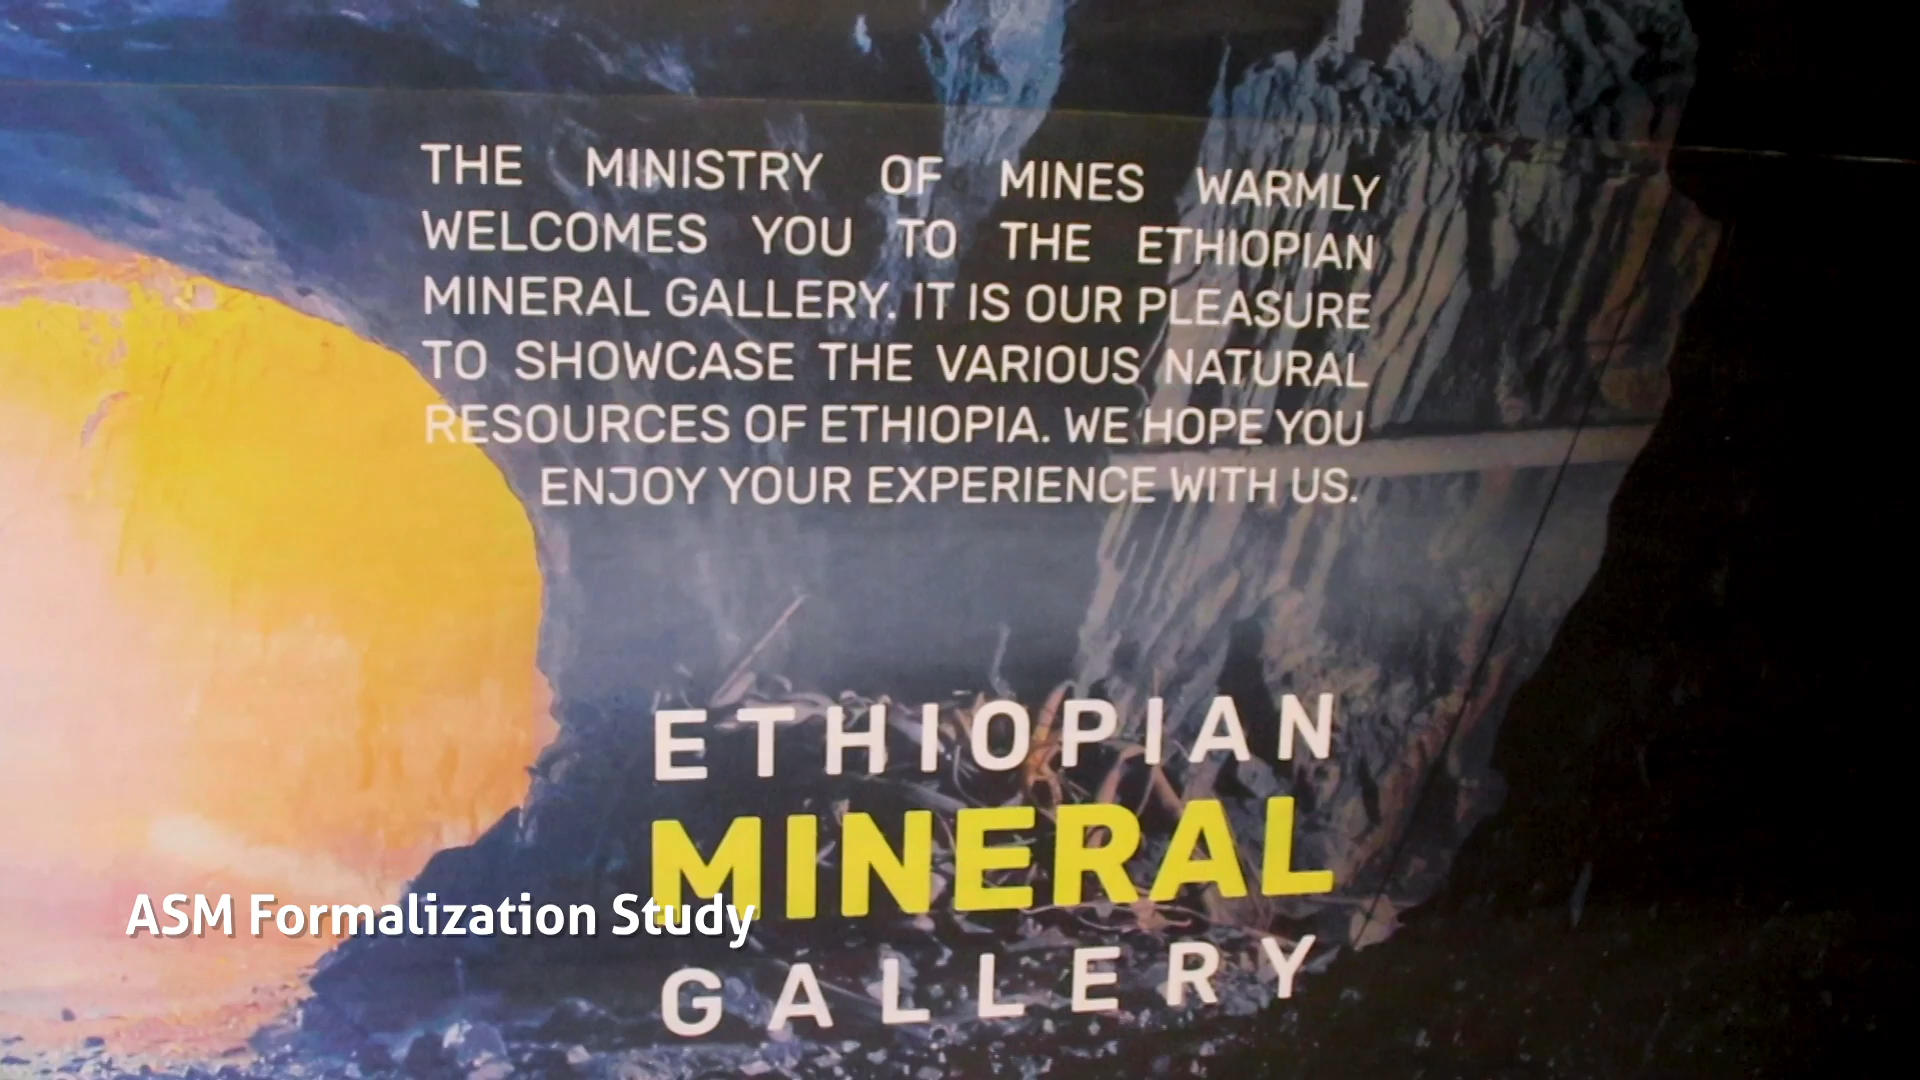 THE MINISTRY OF MINES WARMLY
WELCOMES YOU TO THE ETHIOPIAN
MINERAL GALLERY. IT IS OUR PLEASURE
TO SHOWCASE THE VARIOUS NATURAL
RESOURCES OF ETHIOPIA. WE HOPE YOU
ENJOY YOUR EXPERIENCE WITH US.
ETHIOPIAN
MINERAL
ASM Formalization Study
GALLERY